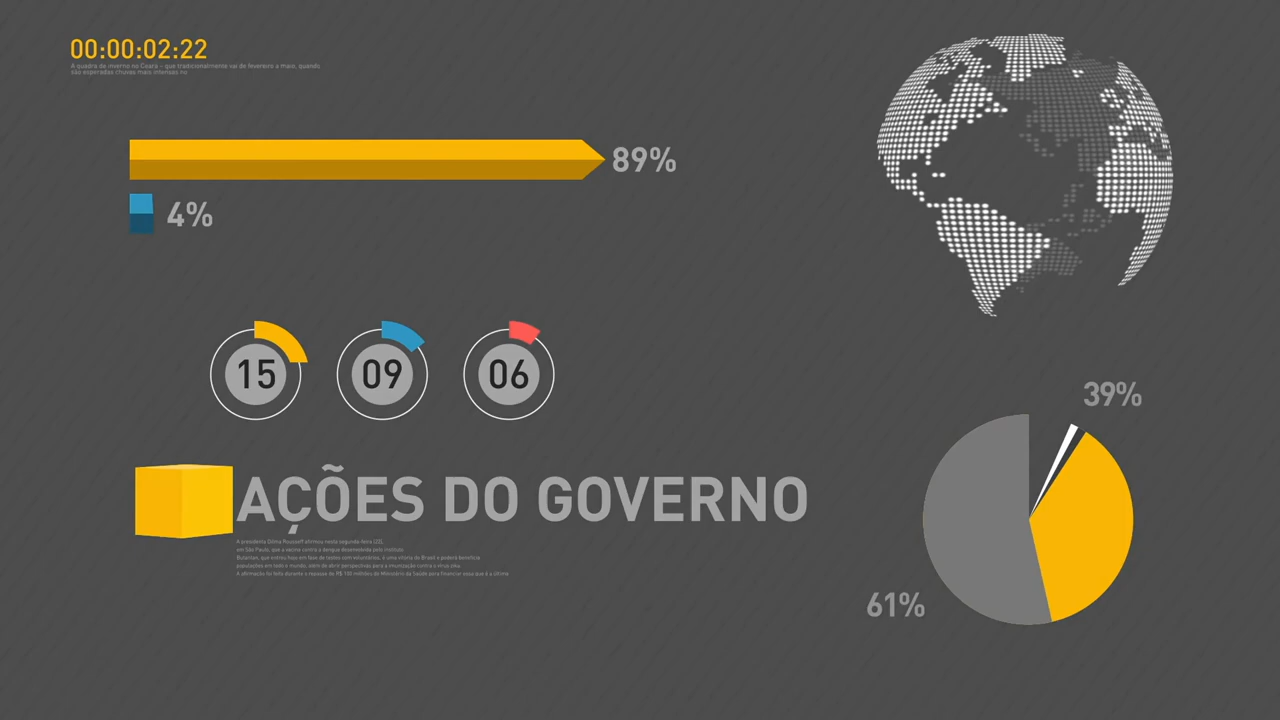 00:00:02:22
A quadra de inverno no Ceará – que tradicionalmente vai de fevereiro a maio, quando
são esperadas chuvas mais intensas no
89%
4%
15 09 06
39%
AÇÕES DO GOVERNO
A presidenta Dilma Rousseff afirmou nesta segunda-feira (22),
em São Paulo, que a vacina contra a dengue desenvolvida pelo Instituto
Butantan, que entrou hoje em fase de testes com voluntários, é uma vitória do Brasil e poderá beneficiar
populações em todo o mundo, além de abrir perspectivas para a imunização contra o vírus zika.
A afirmação foi feita durante o repasse de R$ 100 milhões do Ministério da Saúde para financiar essa que é a última
61%